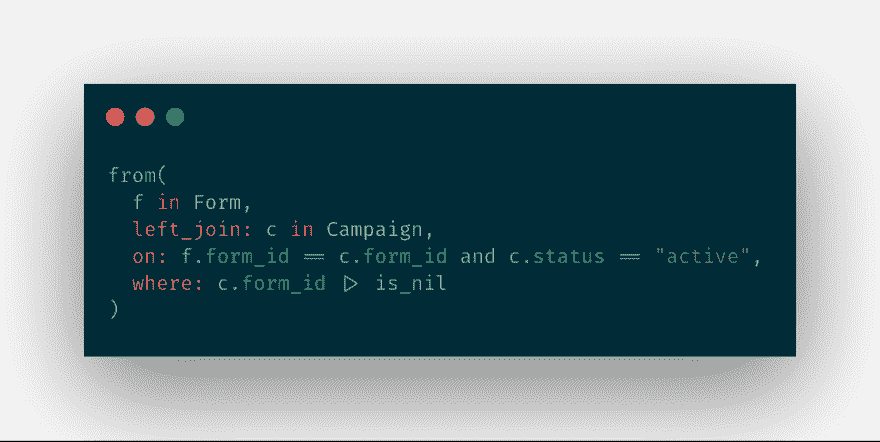 from(
  f in Form,
  left_join: c in Campaign,
  on: f.form_id == c.form_id and c.status == "active",
  where: c.form_id |> is_nil
)